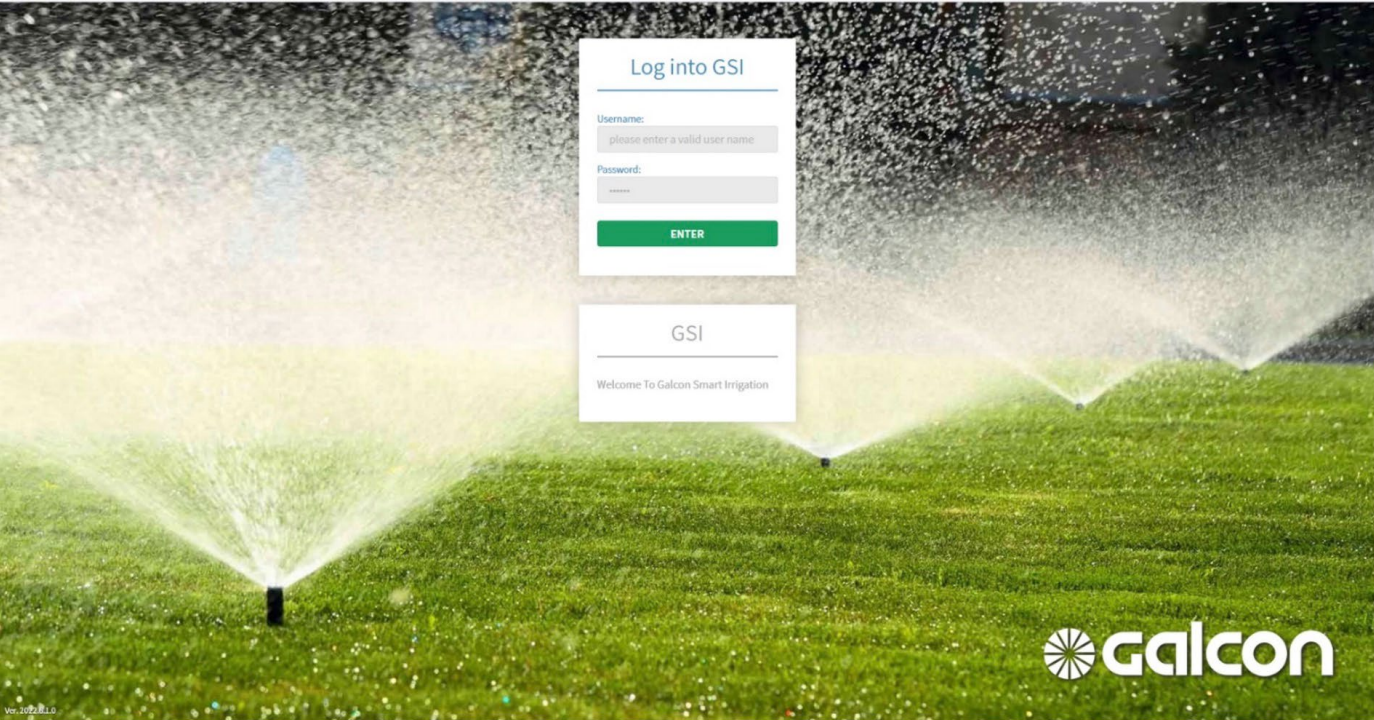 Log into GSI
Username:
please enter a valid user name
Password:
ENTER
GSI
Welcome To Galcon Smart Irrigation
Galcon